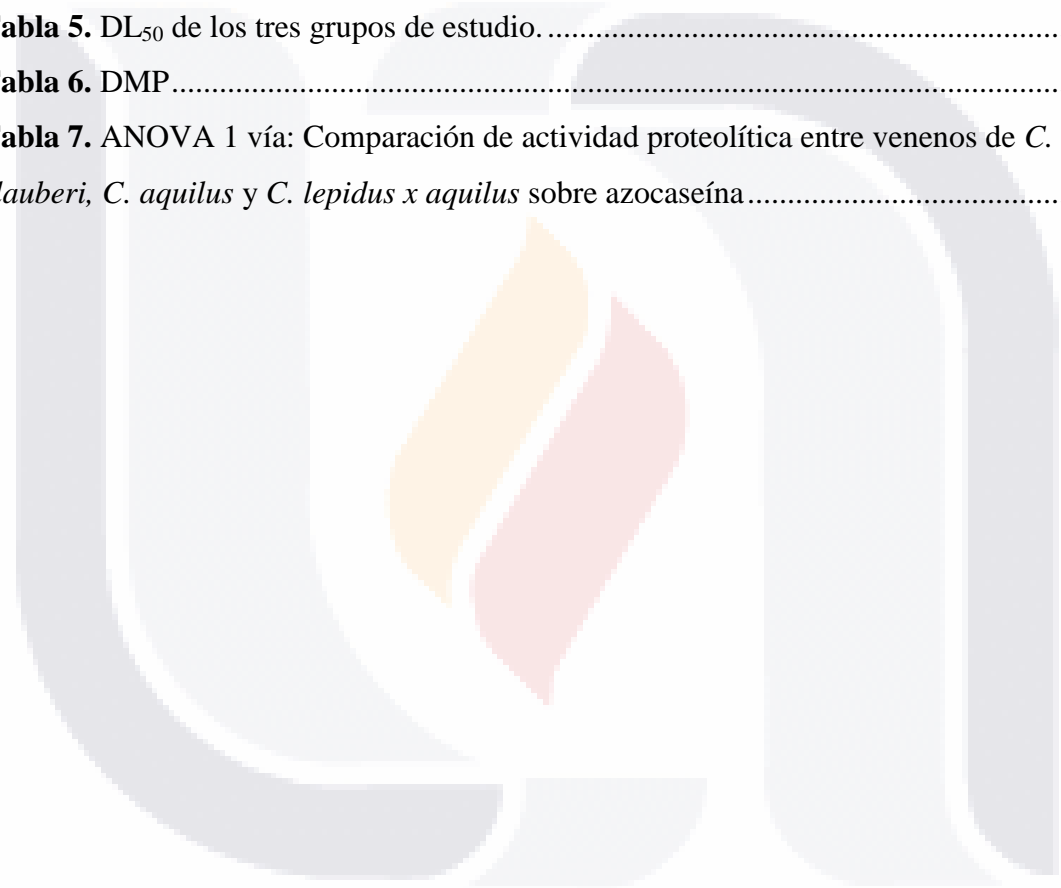 abla 5. DL50 de los tres grupos de estudio.......................................................................
abla 6. DMP.......................................................................................................................
abla 7. ANOVA 1 vía: Comparación de actividad proteolítica entre venenos de C.
lauberi, C. aquilus y C. lepidus x aquilus sobre azocaseína.........................................